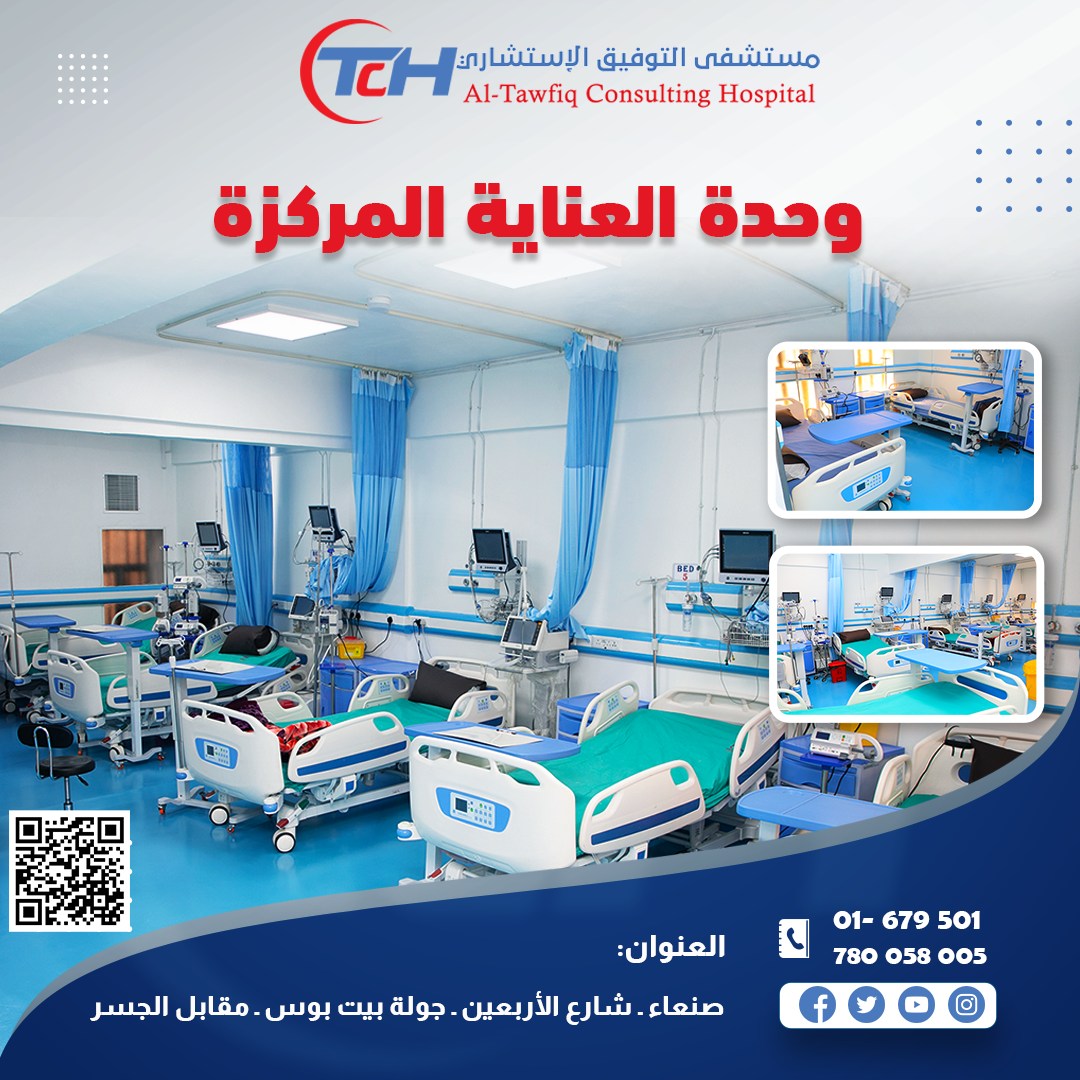 TCH
مستشفى التوفيق الإستشاري
Al-Tawfiq Consulting Hospital
وحدة العناية المركزة
BED
5
01- 679 501
780 058 005
العنوان:
صنعاء . شارع الأربعين . جولة بيت بوس . مقابل الجسر